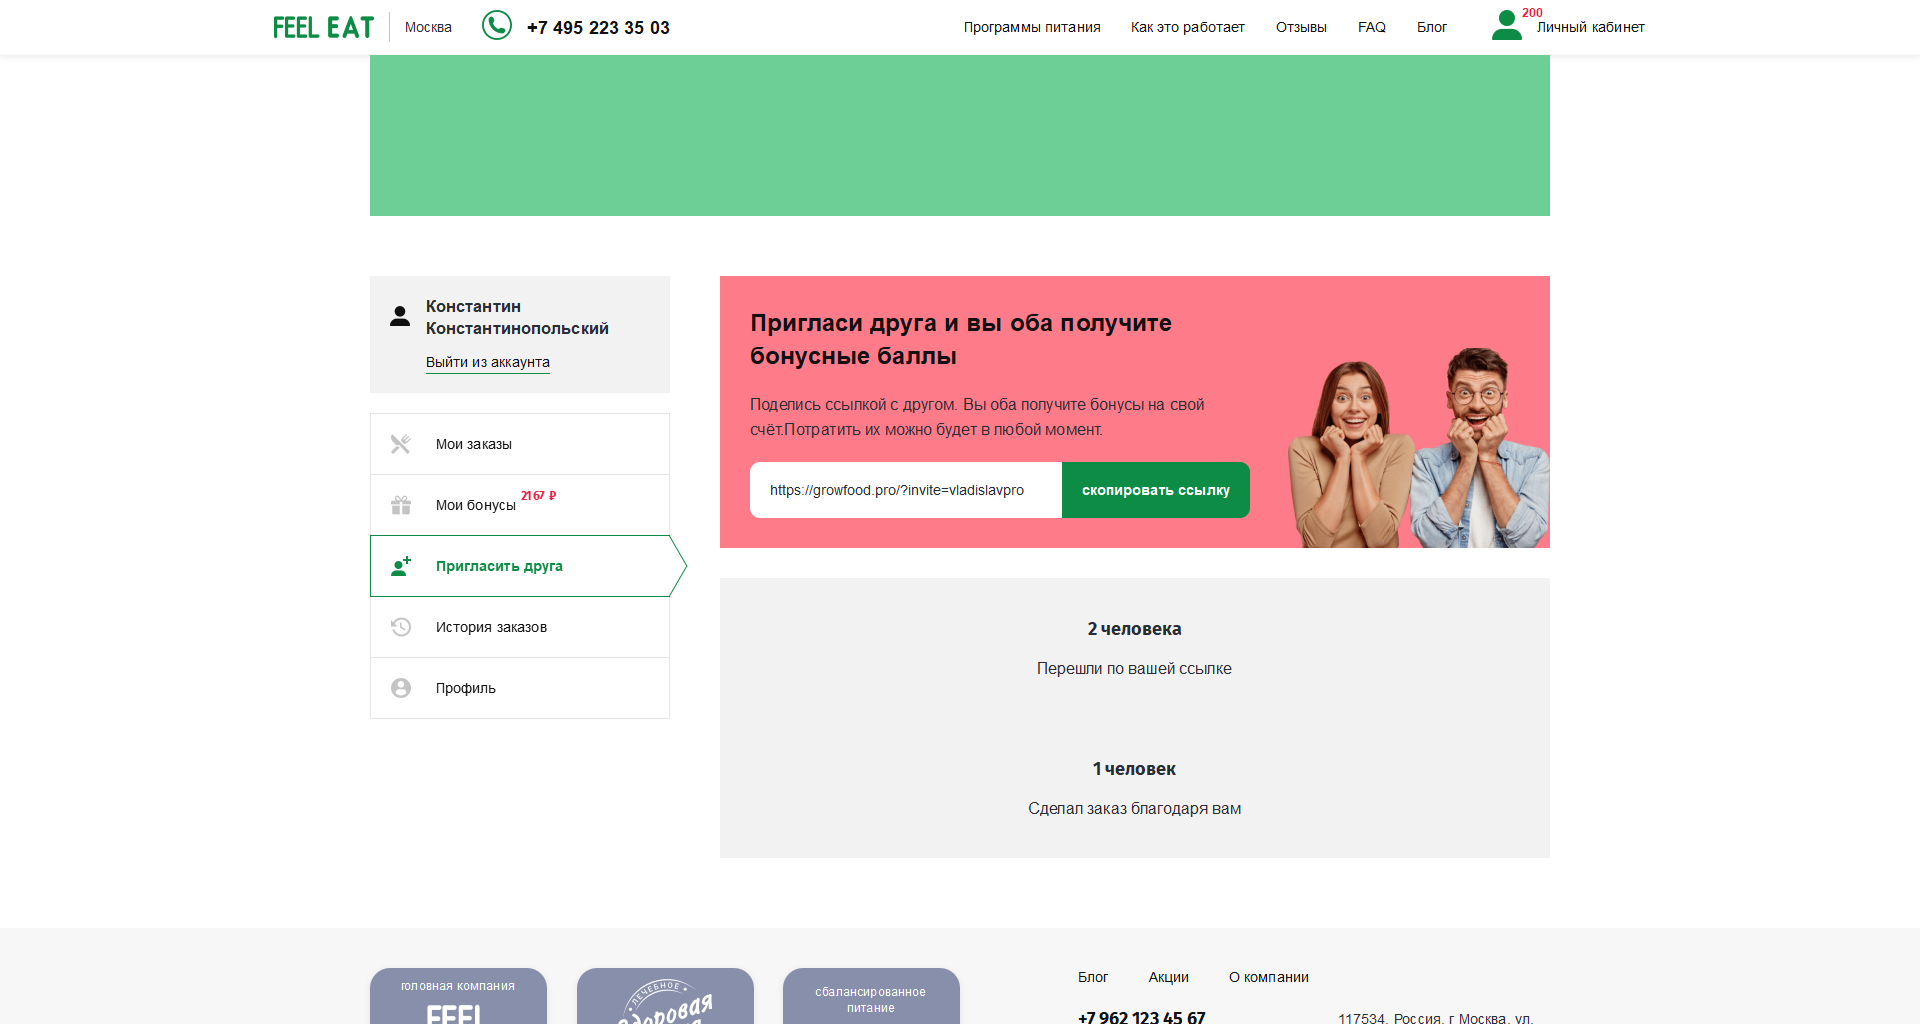 FEEL EAT
Москва
+7 495 223 35 03
Программы питания
Как это работает
Отзывы
FAQ
Блог
200
Личный кабинет
Константин
Константинопольский
Выйти из аккаунта
Мои заказы
Мои бонусы
2167 ₽
Пригласить друга
История заказов
Профиль
Пригласи друга и вы оба получите
бонусные баллы
Поделись ссылкой с другом. Вы оба получите бонусы на свой
счёт.Потратить их можно будет в любой момент.
https://growfood.pro/?invite=vladislavpro
скопировать ссылку
2 человека
Перешли по вашей ссылке
1 человек
Сделал заказ благодаря вам
головная компания
FEEL
ЛЕЧЕБНОЕ
Здоровая
сбалансированное
питание
Блог
Акции
О компании
+7 962 123 45 67
117534, Россия, г Москва, ул.